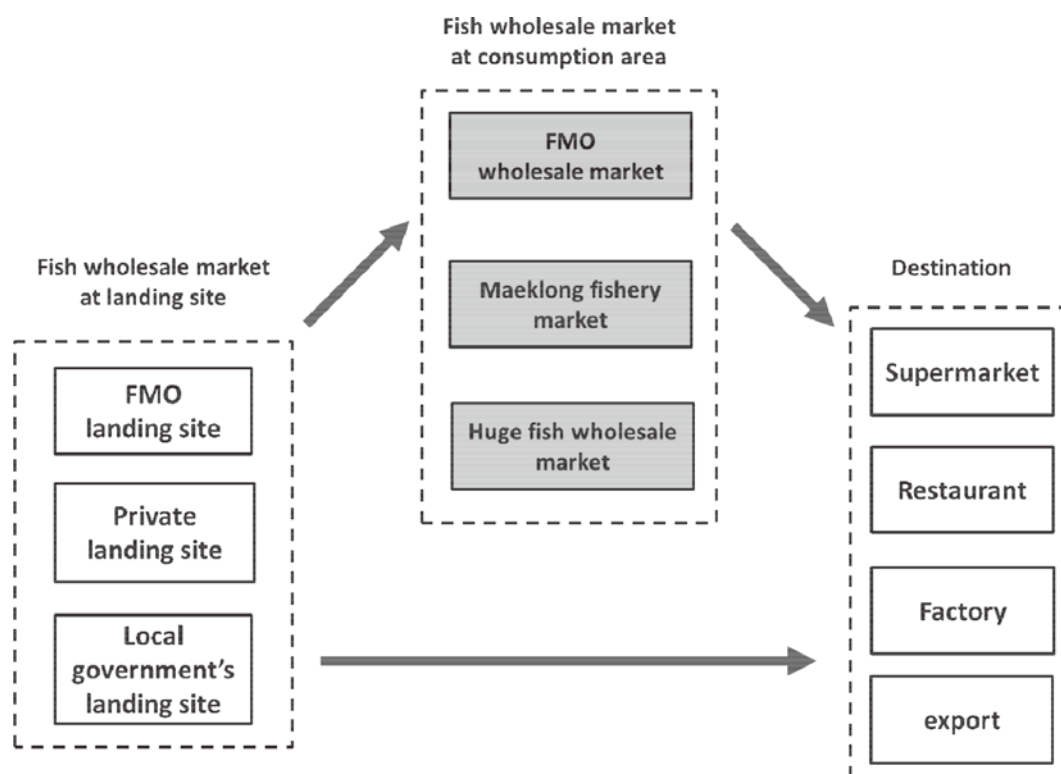 Fish wholesale market
at consumption area
FMO
wholesale market
Maeklong fishery
market
Huge fish wholesale
market
Fish wholesale market
at landing site
FMO
landing site
Private
landing site
Local
government's
landing site
Destination
Supermarket
Restaurant
Factory
export